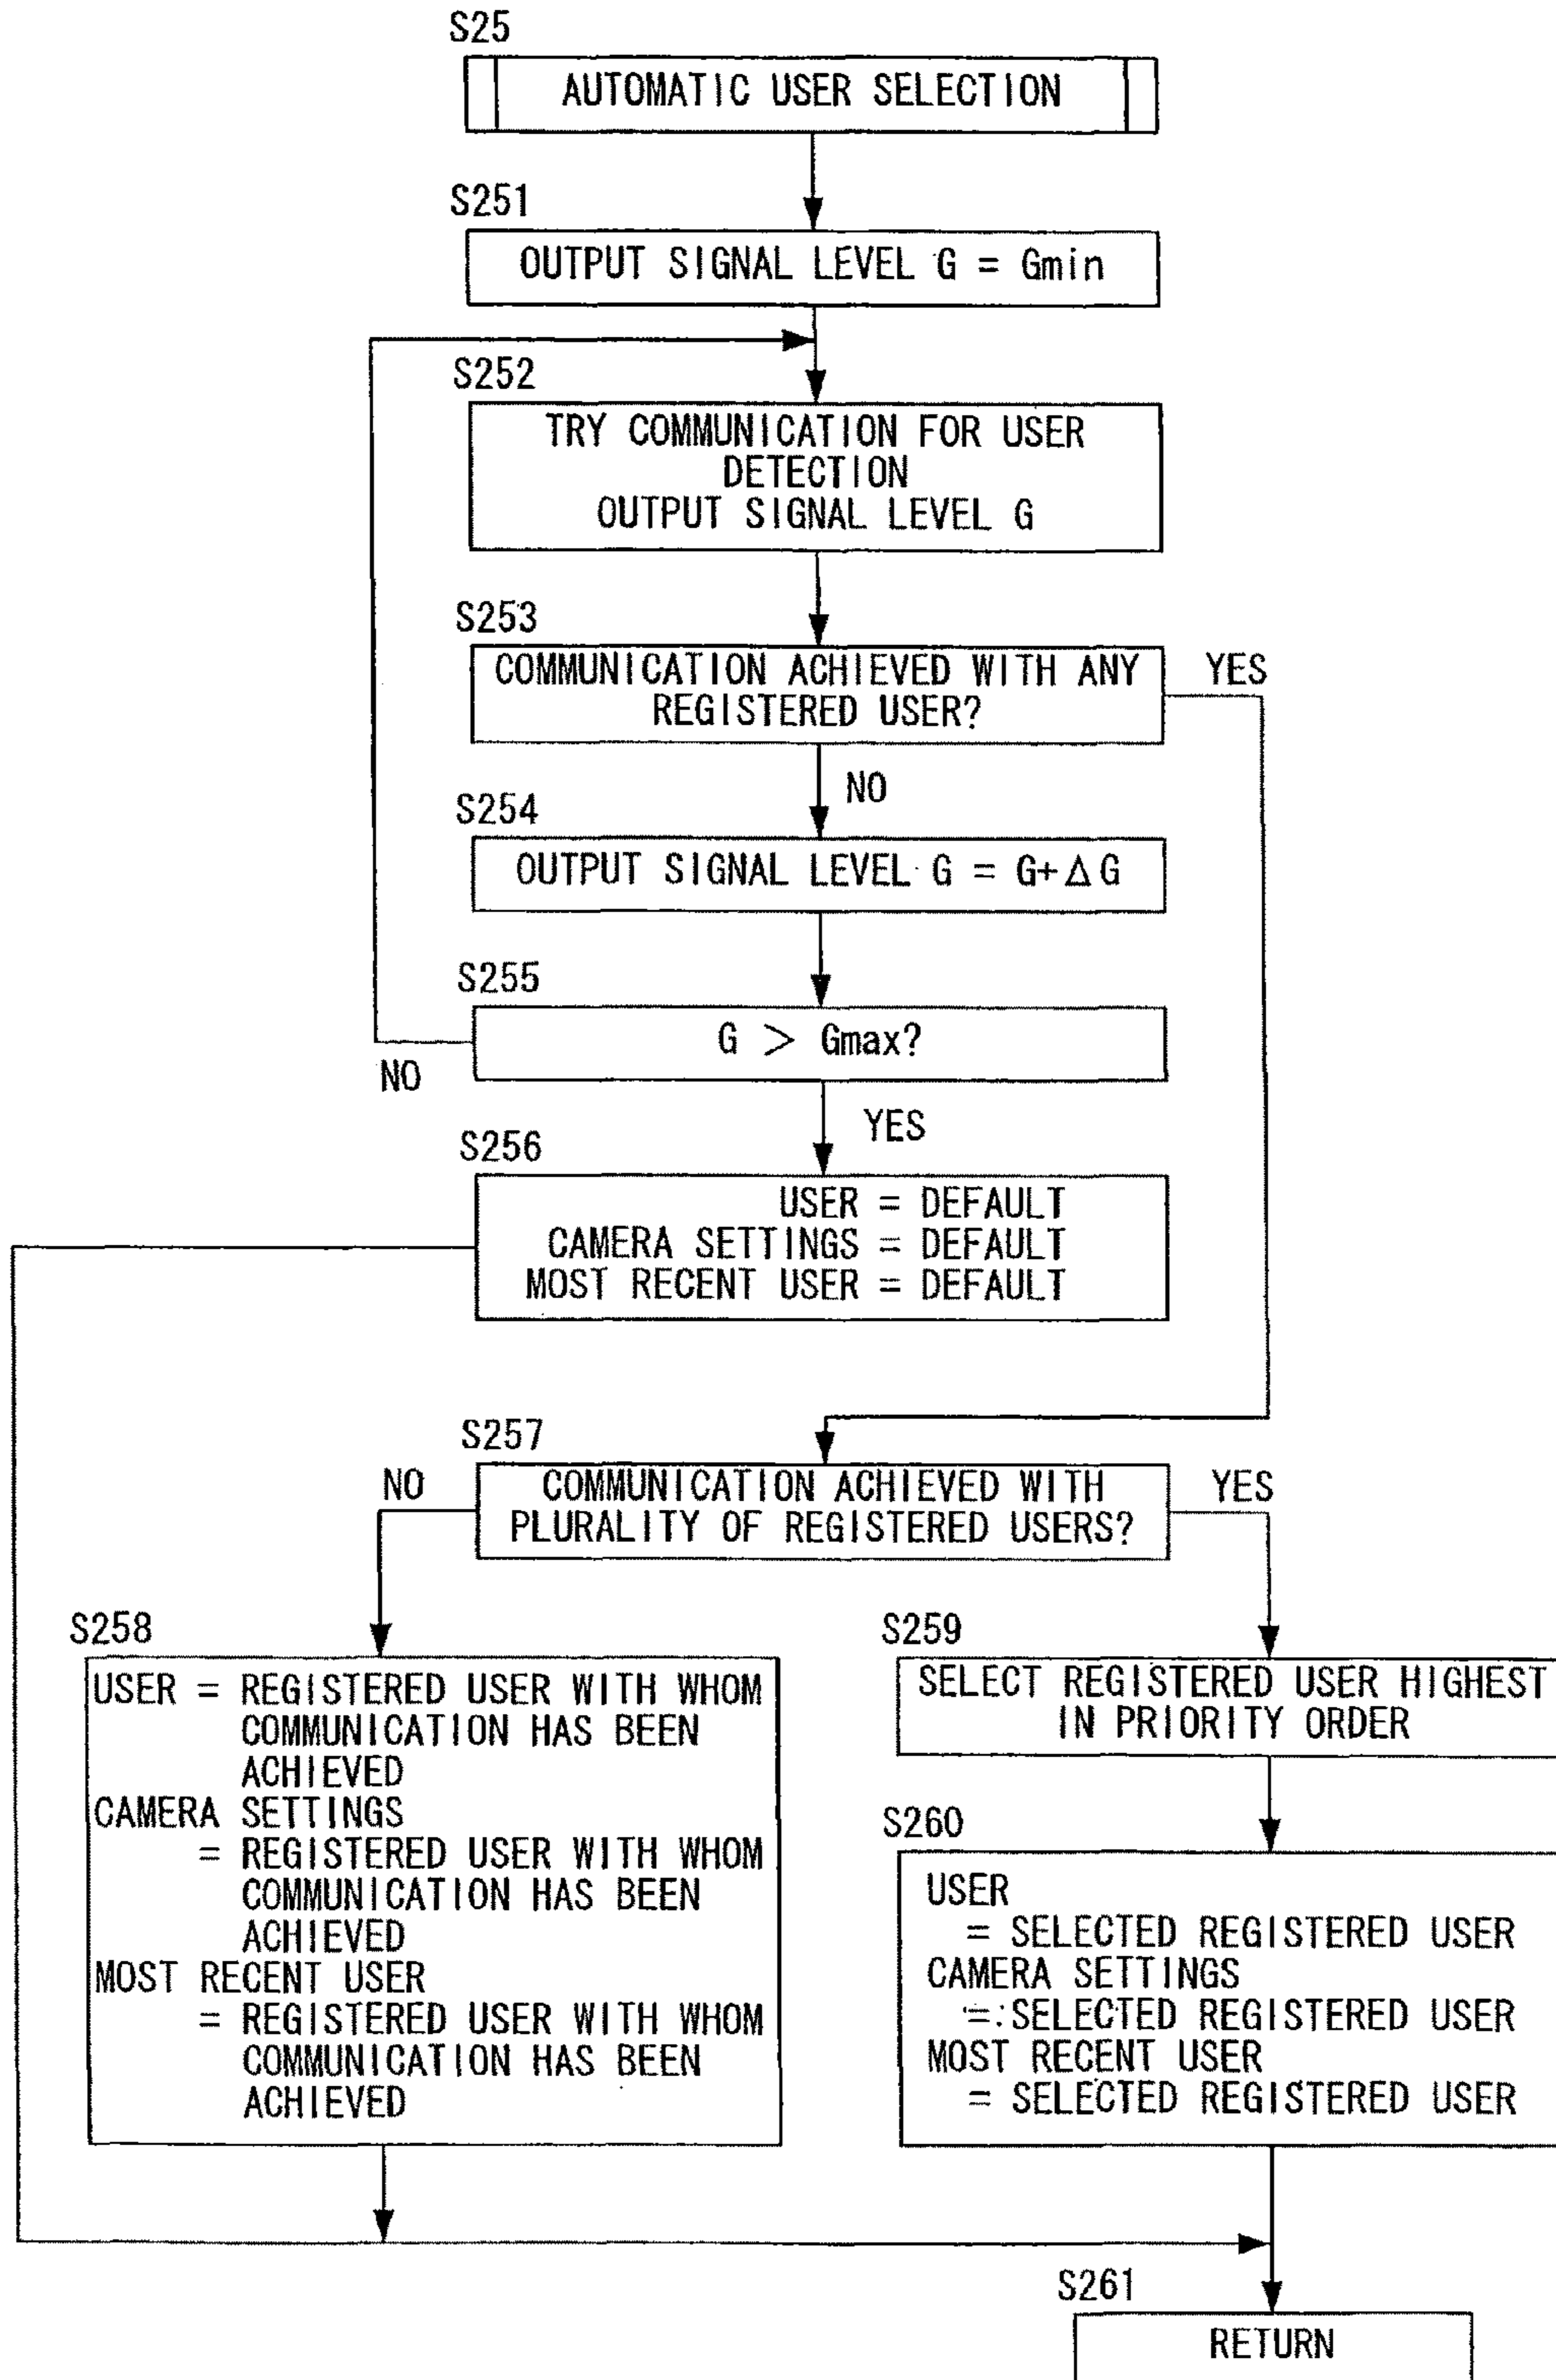 S25
AUTOMATIC USER SELECTION
S251
OUTPUT SIGNAL LEVEL G = Gmin
S252
TRY COMMUNICATION FOR USER
DETECTION
OUTPUT SIGNAL LEVEL G
S253
COMMUNICATION ACHIEVED WITH ANY
REGISTERED USER?
YES
NO
S254
OUTPUT SIGNAL LEVEL G = G+ΔG
S255
G > Gmax?
NO
YES
S256
USER = DEFAULT
CAMERA SETTINGS = DEFAULT
MOST RECENT USER = DEFAULT
S257
COMMUNICATION ACHIEVED WITH
PLURALITY OF REGISTERED USERS?
NO
YES
S258
USER = REGISTERED USER WITH WHOM
COMMUNICATION HAS BEEN
ACHIEVED
CAMERA SETTINGS
= REGISTERED USER WITH WHOM
COMMUNICATION HAS BEEN
ACHIEVED
MOST RECENT USER
= REGISTERED USER WITH WHOM
COMMUNICATION HAS BEEN
ACHIEVED
S259
SELECT REGISTERED USER HIGHEST
IN PRIORITY ORDER
S260
USER
= SELECTED REGISTERED USER
CAMERA SETTINGS
= SELECTED REGISTERED USER
MOST RECENT USER
= SELECTED REGISTERED USER
S261
RETURN